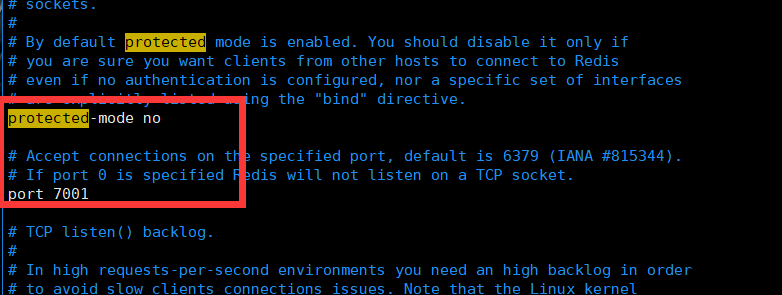 # sockets.
#
# By default protected mode is enabled. You should disable it only if
# you are sure you want clients from other hosts to connect to Redis
# even if no authentication is configured, nor a specific set of interfaces
# are explicitly listed using the "bind" directive.
protected-mode no
# Accept connections on the specified port, default is 6379 (IANA #815344).
# If port 0 is specified Redis will not listen on a TCP socket.
port 7001
# TCP listen() backlog.
#
# In high requests-per-second environments you need an high backlog in order
# to avoid slow clients connections issues. Note that the Linux kernel